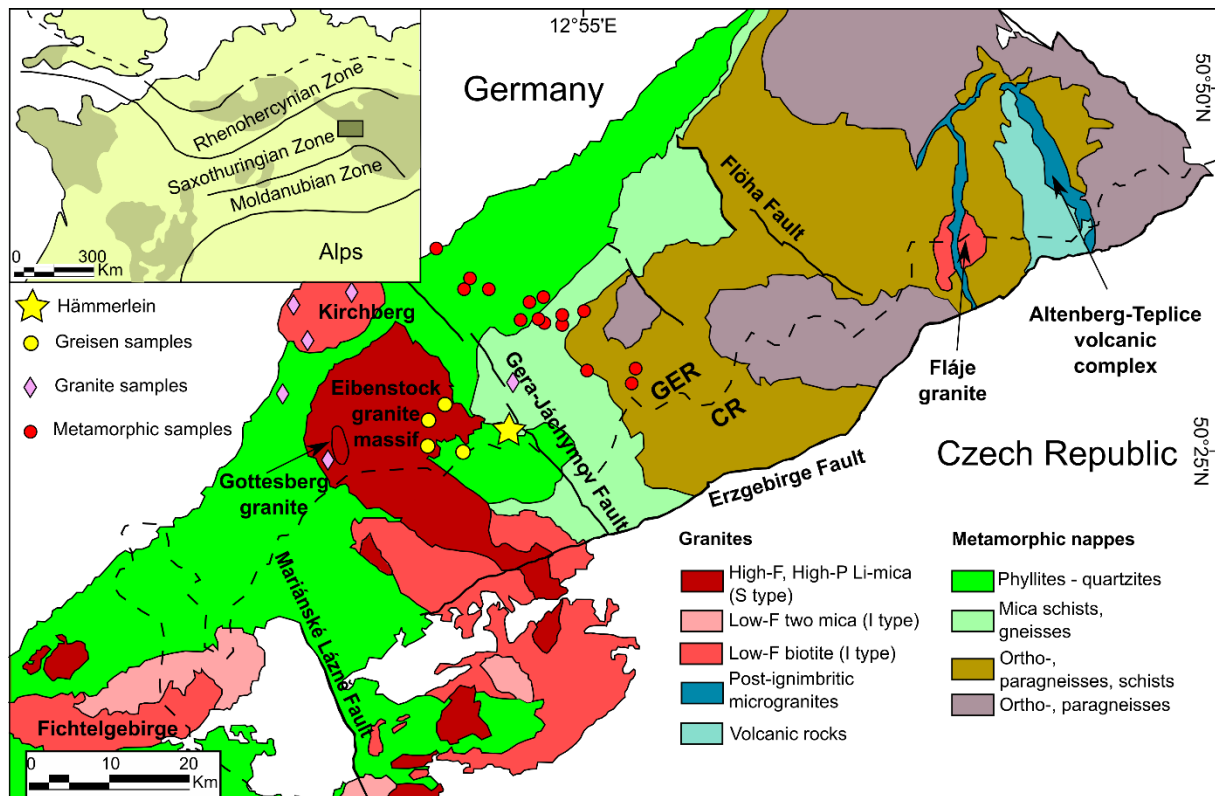 12°55'E
50°50'N
50°25'N
Rhenohercynian Zone
Saxothuringian Zone
Moldanubian Zone
Alps
0 300
Km
Germany
Czech Republic
Hämmerlein
Greisen samples
Granite samples
Metamorphic samples
Kirchberg
Eibenstock
granite
massif
Gottesberg
granite
Gera-Jáchymov Fault
Flöha Fault
GER
CR
Erzgebirge Fault
Mariánské Lázně Fault
Fláje
granite
Altenberg-Teplice
volcanic
complex
Fichtelgebirge
0 10 20
Km
Granites
High-F, High-P Li-mica
(S type)
Low-F two mica (I type)
Low-F biotite (I type)
Post-ignimbritic
microgranites
Volcanic rocks
Metamorphic nappes
Phyllites - quartzites
Mica schists,
gneisses
Ortho-,
paragneisses, schists
Ortho-, paragneisses